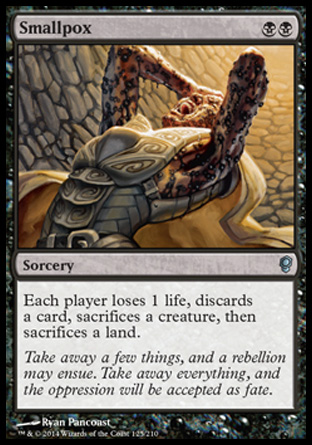 Smallpox
Sorcery
Each player loses 1 life, discards
a card, sacrifices a creature, then
sacrifices a land.
Take away a few things, and a rebellion
may ensue. Take away everything, and
the oppression will be accepted as fate.
Ryan Pancoast
™ & © 2014 Wizards of the Coast 125/210